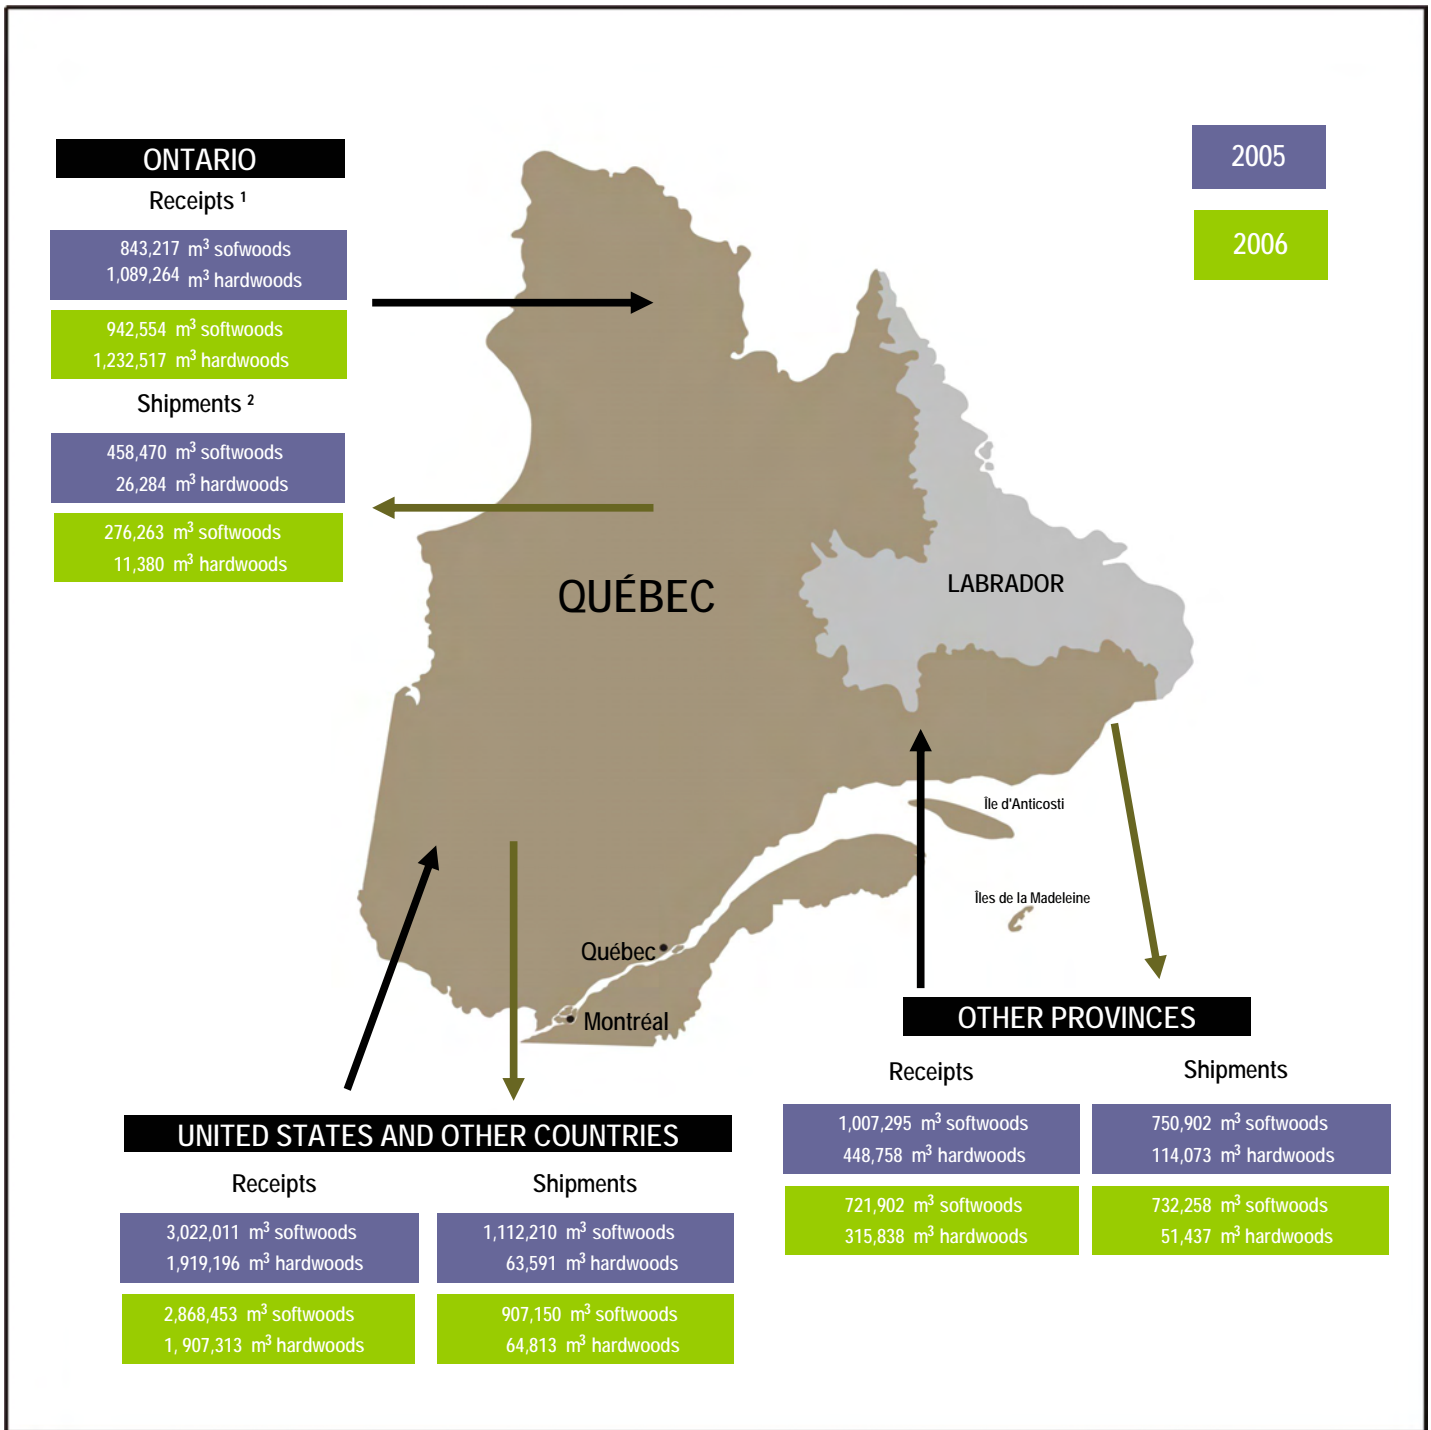 ONTARIO
Receipts ¹
843,217 m³ sofwoods
1,089,264 m³ hardwoods
942,554 m³ softwoods
1,232,517 m³ hardwoods
Shipments ²
458,470 m³ softwoods
26,284 m³ hardwoods
276,263 m³ softwoods
11,380 m³ hardwoods
2005
2006
QUÉBEC
LABRADOR
Île d'Anticosti
Îles de la Madeleine
Québec
Montréal
UNITED STATES AND OTHER COUNTRIES
Receipts
3,022,011 m³ softwoods
1,919,196 m³ hardwoods
2,868,453 m³ softwoods
1, 907,313 m³ hardwoods
Shipments
1,112,210 m³ softwoods
63,591 m³ hardwoods
907,150 m³ softwoods
64,813 m³ hardwoods
OTHER PROVINCES
Receipts
1,007,295 m³ softwoods
448,758 m³ hardwoods
721,902 m³ softwoods
315,838 m³ hardwoods
Shipments
750,902 m³ softwoods
114,073 m³ hardwoods
732,258 m³ softwoods
51,437 m³ hardwoods